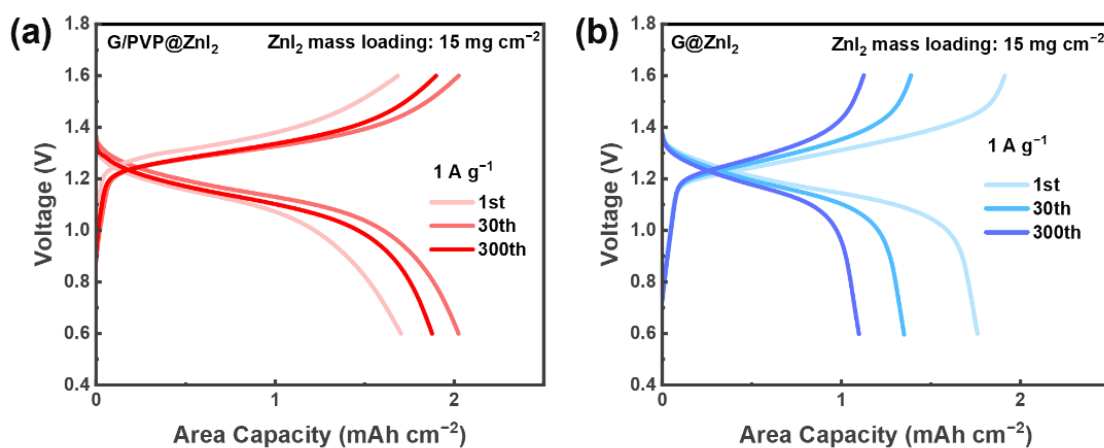 (a)
G/PVP@ZnI₂ ZnI₂ mass loading: 15 mg cm⁻²
1 A g⁻¹
1st
30th
300th
Voltage (V)
1.8
1.6
1.4
1.2
1.0
0.8
0.6
0.4
0 1 2
Area Capacity (mAh cm⁻²)
(b)
G@ZnI₂ ZnI₂ mass loading: 15 mg cm⁻²
1 A g⁻¹
1st
30th
300th
Voltage (V)
1.8
1.6
1.4
1.2
1.0
0.8
0.6
0.4
0 1 2
Area Capacity (mAh cm⁻²)